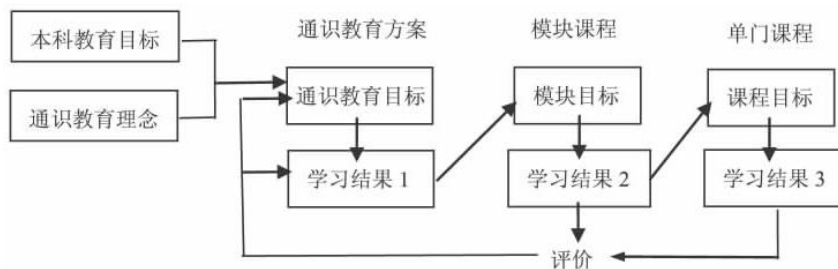 通识教育方案 模块课程 单门课程
本科教育目标
通识教育目标 模块目标 课程目标
通识教育理念
学习结果 1 学习结果 2 学习结果 3
评价